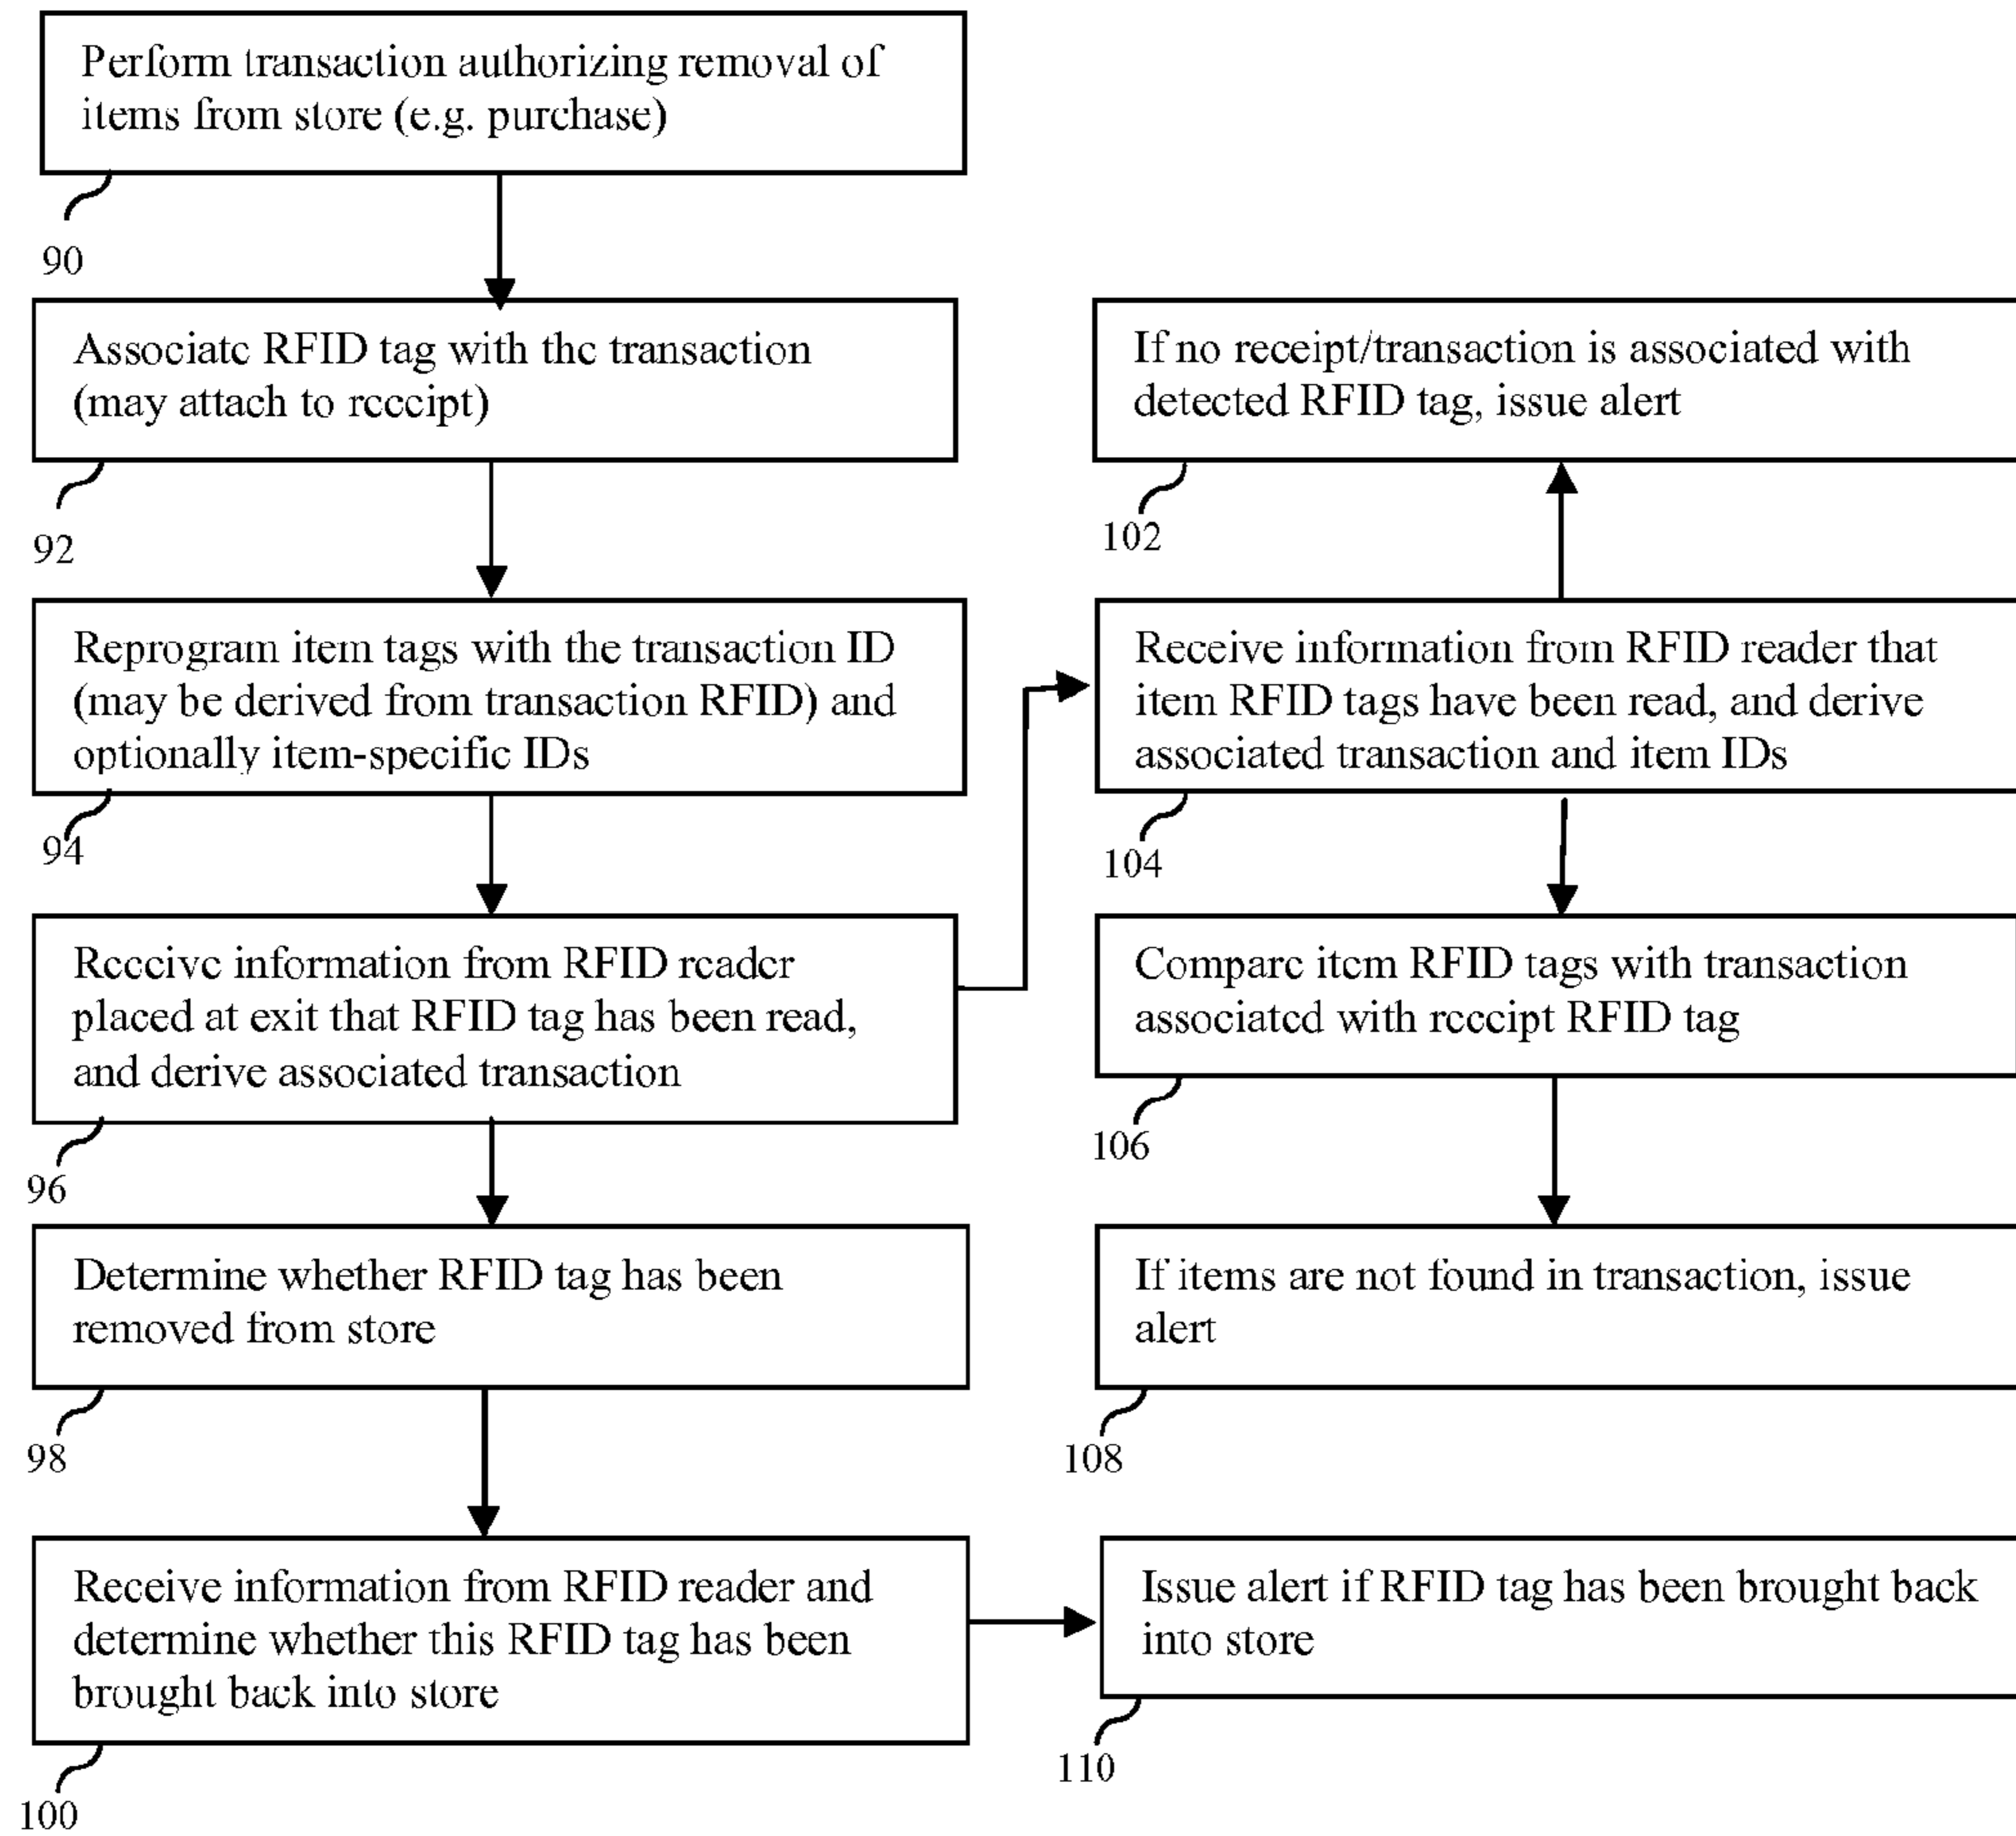 Perform transaction authorizing removal of
items from store (e.g. purchase)
90
Associate RFID tag with the transaction
(may attach to receipt)
92
Reprogram item tags with the transaction ID
(may be derived from transaction RFID) and
optionally item-specific IDs
94
Receive information from RFID reader
placed at exit that RFID tag has been read,
and derive associated transaction
96
Determine whether RFID tag has been
removed from store
98
Receive information from RFID reader and
determine whether this RFID tag has been
brought back into store
100
If no receipt/transaction is associated with
detected RFID tag, issue alert
102
Receive information from RFID reader that
item RFID tags have been read, and derive
associated transaction and item IDs
104
Compare item RFID tags with transaction
associated with receipt RFID tag
106
If items are not found in transaction, issue
alert
108
Issue alert if RFID tag has been brought back
into store
110